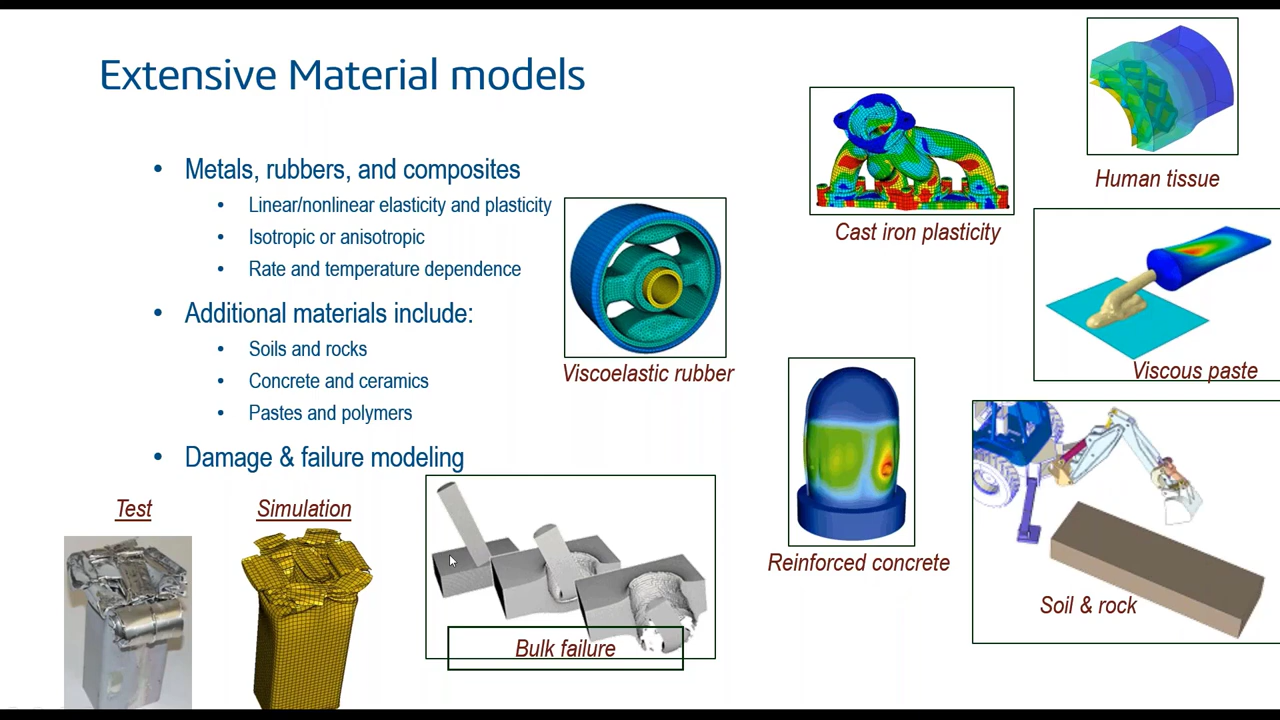 Extensive Material models
• Metals, rubbers, and composites
• Linear/nonlinear elasticity and plasticity
• Isotropic or anisotropic
• Rate and temperature dependence
• Additional materials include:
• Soils and rocks
• Concrete and ceramics
• Pastes and polymers
• Damage & failure modeling
Test
Simulation
Bulk failure
Viscoelastic rubber
Cast iron plasticity
Human tissue
Viscous paste
Reinforced concrete
Soil & rock